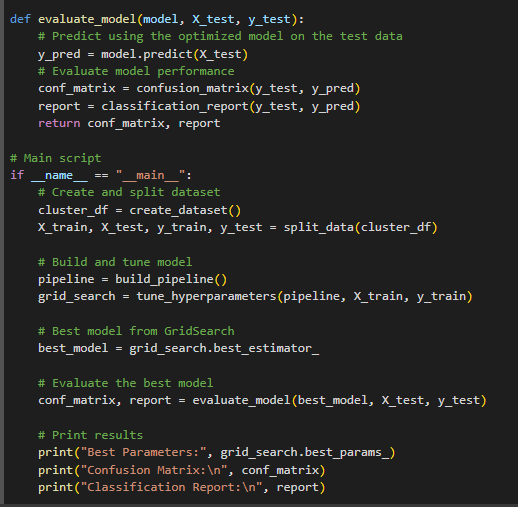 def evaluate_model(model, X_test, y_test):
    # Predict using the optimized model on the test data
    y_pred = model.predict(X_test)
    # Evaluate model performance
    conf_matrix = confusion_matrix(y_test, y_pred)
    report = classification_report(y_test, y_pred)
    return conf_matrix, report

# Main script
if __name__ == "__main__":
    # Create and split dataset
    cluster_df = create_dataset()
    X_train, X_test, y_train, y_test = split_data(cluster_df)

    # Build and tune model
    pipeline = build_pipeline()
    grid_search = tune_hyperparameters(pipeline, X_train, y_train)

    # Best model from GridSearch
    best_model = grid_search.best_estimator_

    # Evaluate the best model
    conf_matrix, report = evaluate_model(best_model, X_test, y_test)

    # Print results
    print("Best Parameters:", grid_search.best_params_)
    print("Confusion Matrix:\n", conf_matrix)
    print("Classification Report:\n", report)